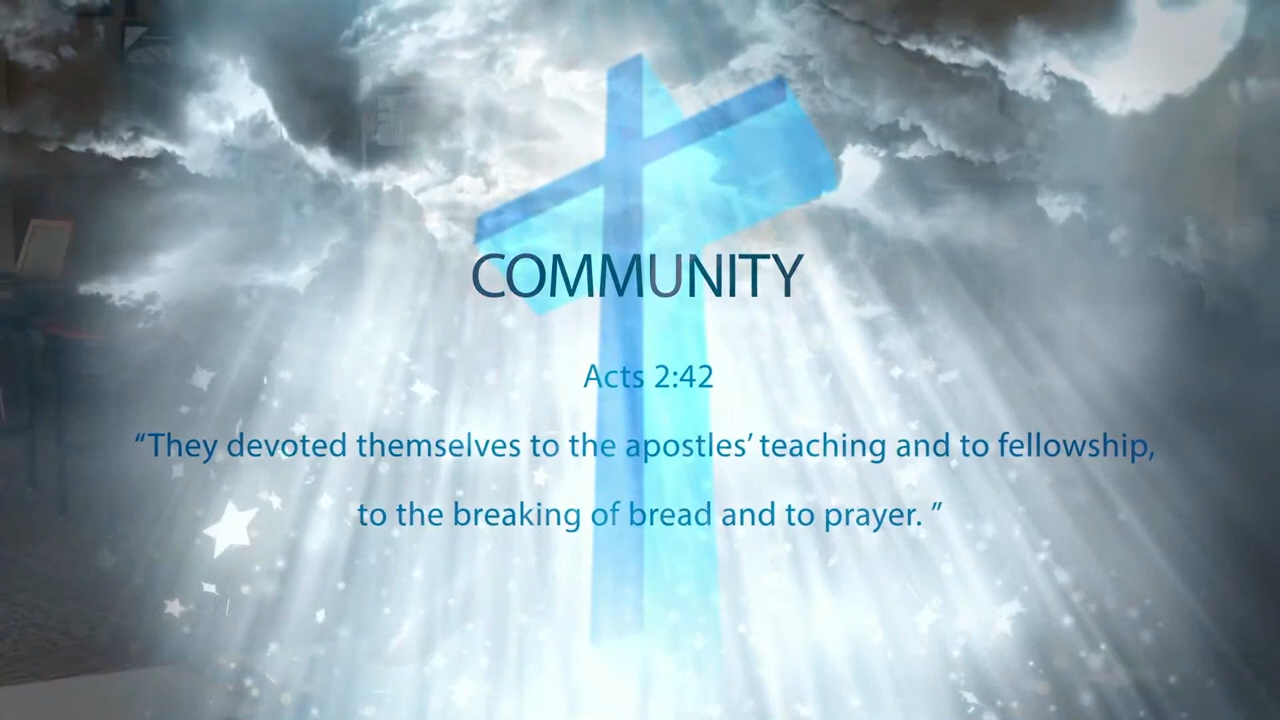 COMMUNITY
Acts 2:42
“They devoted themselves to the apostles’ teaching and to fellowship,
to the breaking of bread and to prayer. ”